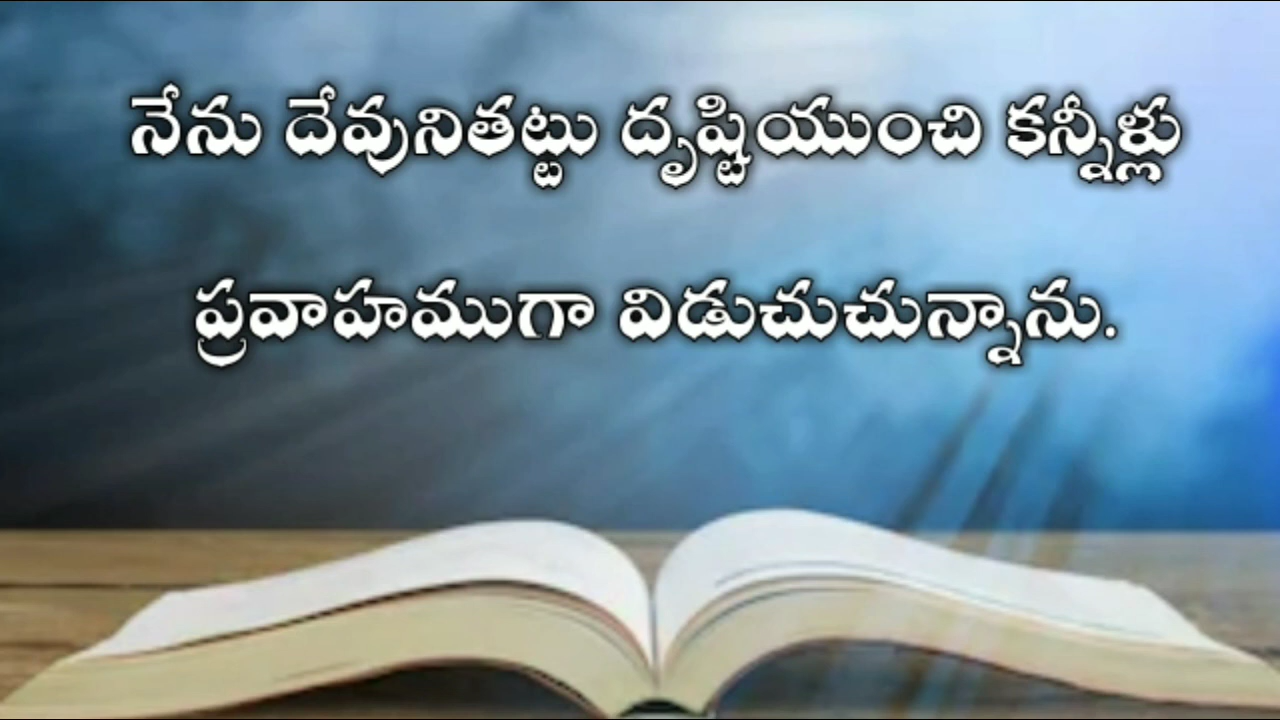 నేను దేవునితట్టు దృష్టియుంచి కన్నీళ్లు
ప్రవాహముగా విడుచుచున్నాను.